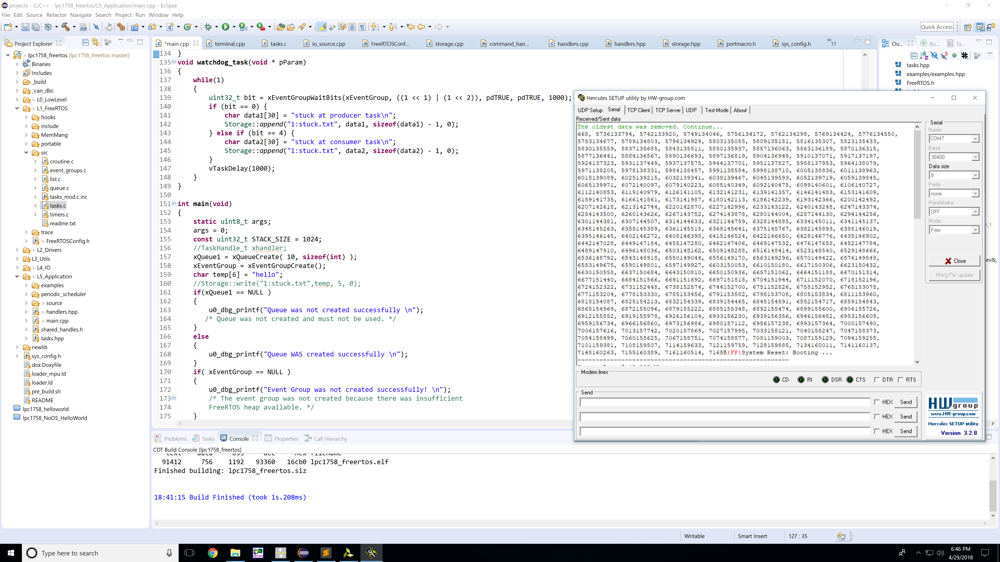 projects - C/C++ - lpc1758_freertos/L5_Application/main.cpp - Eclipse
File Edit Source Refactor Navigate Search Project Run Window Help
Quick Access
Project Explorer
lpc1758_freertos [lpc1758_freertos master]
Binaries
Includes
_build
_can_dbc
> L0_LowLevel
> L1_FreeRTOS
hooks
include
MemMang
portable
src
croutine.c
event_groups.c
list.c
queue.c
tasks_mod.c.inc
tasks.c
timers.c
readme.txt
trace
> FreeRTOSConfig.h
> L2_Drivers
L3_Utils
> L4_IO
> L5_Application
examples
periodic_scheduler
> source
> handlers.hpp
> main.cpp
shared_handles.h
tasks.hpp
newlib
sys_config.h
dox.Doxyfile
loader_mpu.ld
loader.ld
pre_build.sh
README
lpc1758_helloworld
lpc1758_NoOS_HelloWorld
*main.cpp terminal.cpp tasks.c io_source.cpp FreeRTOSConf... storage.cpp command_han... handlers.cpp handlers.hpp storage.hpp portmacro.h sys_config.h »17
134 }
135 void watchdog_task(void * pParam)
136 {
137 while(1)
138 {
139 uint32_t bit = xEventGroupWaitBits(xEventGroup, ((1 << 1) | (1 << 2)), pdTRUE, pdTRUE, 1000);
140 if (bit == 0) {
141 char data1[30] = "stuck at producer task\n";
142 Storage::append("1:stuck.txt", data1, sizeof(data1) - 1, 0);
143 } else if (bit == 4) {
144 char data2[30] = "stuck at consumer task\n";
145 Storage::append("1:stuck.txt", data2, sizeof(data2) - 1, 0);
146 }
147 vTaskDelay(1000);
148 }
149 }
150
151 int main(void)
152 {
153 static uint8_t args;
154 args = 0;
155 const uint32_t STACK_SIZE = 1024;
156 //TaskHandle_t xhandler;
157 xQueue1 = xQueueCreate( 10, sizeof(int) );
158 xEventGroup = xEventGroupCreate();
159 char temp[6] = "hello";
160 //Storage::write("1:stuck.txt",temp, 5, 0);
161 if(xQueue1 == NULL )
162 {
163 u0_dbg_printf("Queue was not created successfully \n");
164 /* Queue was not created and must not be used. */
165 }
166 else
167 {
168 u0_dbg_printf("Queue WAS created successfully \n");
169 }
170 if( xEventGroup == NULL )
171 {
172 u0_dbg_printf("Event Group was not created successfully! \n");
173 /* The event group was not created because there was insufficient
174 FreeRTOS heap available. */
175 }
Ou... Bu... Ta...
tasks.hpp
examples/examples.hpp
FreeRTOS.h
e_t
ev&,
Hercules SETUP utility by HW-group.com
UDP Setup Serial TCP Client TCP Server UDP Test Mode About
Received/Sent data
The oldest data was removed. Continue...
668, 5736133794, 5742133920, 5749134046, 5756134172, 5762134298, 5769134424, 5776134550,
5783134677, 5789134803, 5796134929, 5803135055, 5809135181, 5816135307, 5823135433,
5830135559, 5837135685, 5843135811, 5850135937, 5857136063, 5863136189, 5870136315,
5877136441, 5884136567, 5890136693, 5897136819, 5904136945, 5910137071, 5917137197,
5924137323, 5931137449, 5937137575, 5944137701, 5951137827, 5958137953, 5964138079,
5971138205, 5978138331, 5984138457, 5991138584, 5998138710, 6005138836, 6011138963,
6018139089, 6025139215, 6032139341, 6038139467, 6045139593, 6052139719, 6059139845,
6065139971, 6072140097, 6079140223, 6085140349, 6092140475, 6099140601, 6106140727,
6112140853, 6119140979, 6126141105, 6132141231, 6139141357, 6146141483, 6153141609,
6159141735, 6166141861, 6173141987, 6180142113, 6186142239, 6193142366, 6200142492,
6207142618, 6213142744, 6220142870, 6227142996, 6233143122, 6240143248, 6247143374,
6254143500, 6260143626, 6267143752, 6274143878, 6280144004, 6287144130, 6294144256,
6301144381, 6307144507, 6314144633, 6321144759, 6328144885, 6334145011, 6341145137,
6348145263, 6355145389, 6361145515, 6368145641, 6375145767, 6382145893, 6388146019,
6395146145, 6402146272, 6408146398, 6415146524, 6422146650, 6428146776, 6435146902,
6442147028, 6449147154, 6455147280, 6462147406, 6469147532, 6476147658, 6482147784,
6489147910, 6496148036, 6503148162, 6509148288, 6516148414, 6523148540, 6529148666,
6536148792, 6543148918, 6550149044, 6556149170, 6563149296, 6570149422, 6576149548,
6583149675, 6590149801, 6597149927, 6603150053, 6610150180, 6617150306, 6623150432,
6630150558, 6637150684, 6643150810, 6650150936, 6657151062, 6664151188, 6670151314,
6677151440, 6684151566, 6691151692, 6697151818, 6704151944, 6711152070, 6718152196,
6724152322, 6731152448, 6738152574, 6744152700, 6751152826, 6758152952, 6765153078,
6771153204, 6778153330, 6785153456, 6791153582, 6798153708, 6805153834, 6811153960,
6818154087, 6825154213, 6832154339, 6839154465, 6845154591, 6852154717, 6859154843,
6865154969, 6872155096, 6879155222, 6885155348, 6892155474, 6899155600, 6906155726,
6912155852, 6919155978, 6926156104, 6933156230, 6939156356, 6946156482, 6953156608,
6959156734, 6966156860, 6973156986, 6980157112, 6986157238, 6993157364, 7000157490,
7006157616, 7013157742, 7020157869, 7027157995, 7033158121, 7040158247, 7047158373,
7054158499, 7060158625, 7067158751, 7074158877, 7081159003, 7087159129, 7094159255,
7101159381, 7108159507, 7114159633, 7121159759, 7128159885, 7134160011, 7141160137,
7148160263, 7155160389, 7161160514, 7168ñ{FF}System Reset: Booting ...
Serial
Name
COM7
Baud
38400
Data size
8
Parity
none
Handshake
OFF
Mode
Free
Close
HWg FW update
Modem lines
CD RI DSR CTS DTR RTS
Send
HEX Send
HEX Send
HEX Send
HW group
www.HW-group.com
Hercules SETUP utility
Version 3.2.8
Problems Tasks Console Properties Call Hierarchy
CDT Build Console [lpc1758_freertos]
text data bss dec hex filename
91412 756 1192 93360 16cb0 lpc1758_freertos.elf
Finished building: lpc1758_freertos.siz
18:41:15 Build Finished (took 1s.208ms)
Writable Smart Insert 127 : 35
Type here to search
6:46 PM
4/29/2018